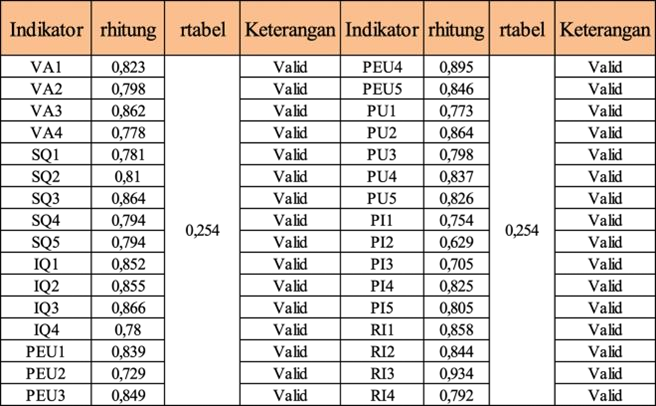 Indikator rhitung rtabel Keterangan Indikator rhitung rtabel Keterangan
VA1 0,823 Valid PEU4 0,895 Valid
VA2 0,798 Valid PEU5 0,846 Valid
VA3 0,862 Valid PU1 0,773 Valid
VA4 0,778 Valid PU2 0,864 Valid
SQ1 0,781 Valid PU3 0,798 Valid
SQ2 0,81 Valid PU4 0,837 Valid
SQ3 0,864 Valid PU5 0,826 Valid
SQ4 0,794 Valid PI1 0,754 Valid
0,254 0,254
SQ5 0,794 Valid PI2 0,629 Valid
IQ1 0,852 Valid PI3 0,705 Valid
IQ2 0,855 Valid PI4 0,825 Valid
IQ3 0,866 Valid PI5 0,805 Valid
IQ4 0,78 Valid RI1 0,858 Valid
PEU1 0,839 Valid RI2 0,844 Valid
PEU2 0,729 Valid RI3 0,934 Valid
PEU3 0,849 Valid RI4 0,792 Valid